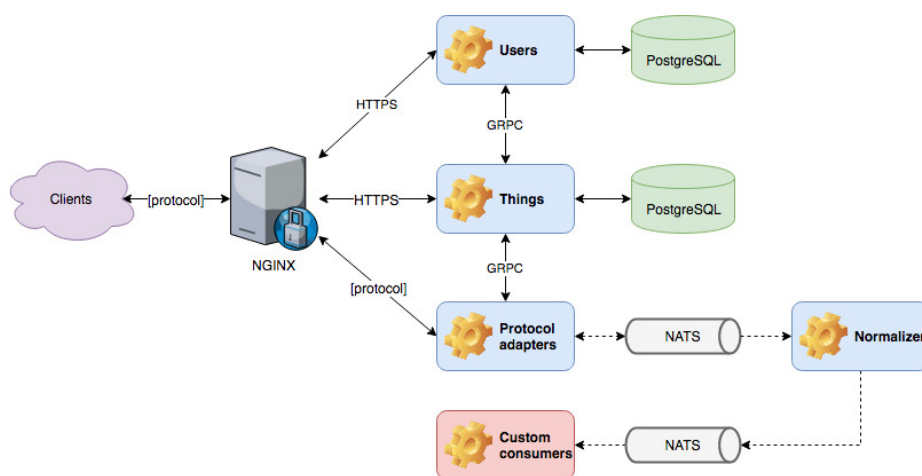 Users
PostgreSQL
HTTPS
GRPC
Clients
[protocol]
HTTPS
Things
PostgreSQL
NGINX
GRPC
[protocol]
Protocol
adapters
NATS
Normalizer
Custom
consumers
NATS